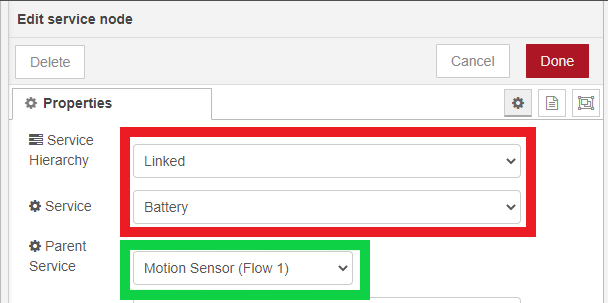 Edit service node
Delete
Cancel
Done
Properties
Service
Hierarchy
Linked
Service
Battery
Parent
Service
Motion Sensor (Flow 1)